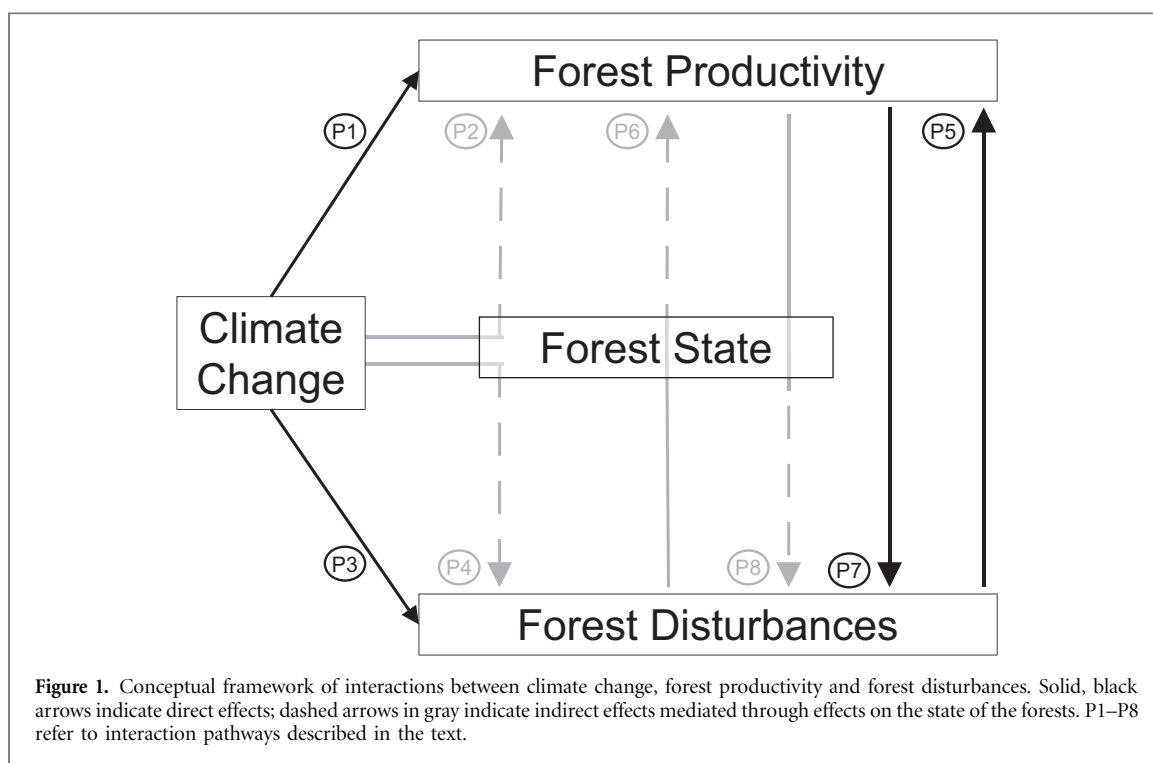 Forest Productivity
P1
P2
P6
P5
Climate
Change
Forest State
P3
P4
P8
P7
Forest Disturbances
Figure 1. Conceptual framework of interactions between climate change, forest productivity and forest disturbances. Solid, black
arrows indicate direct effects; dashed arrows in gray indicate indirect effects mediated through effects on the state of the forests. P1–P8
refer to interaction pathways described in the text.